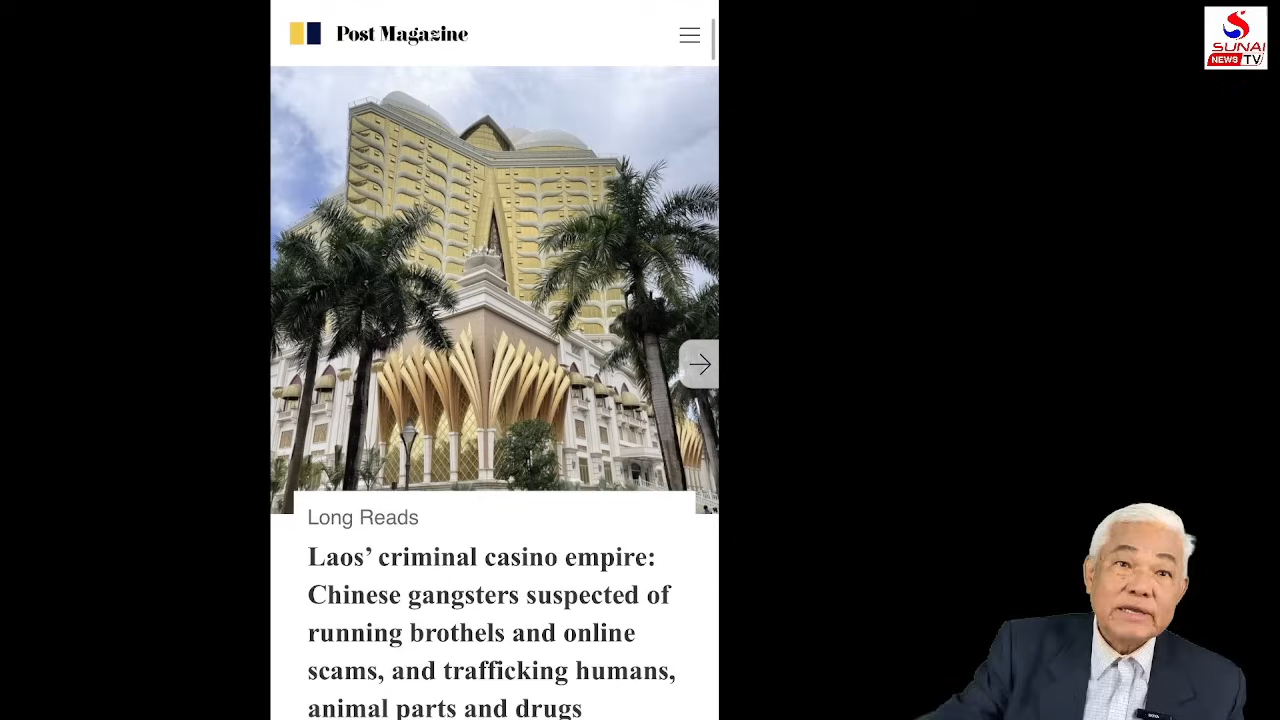 Post Magazine
SUNAI
NEWS TV
Long Reads
Laos’ criminal casino empire:
Chinese gangsters suspected of
running brothels and online
scams, and trafficking humans,
animal parts and drugs